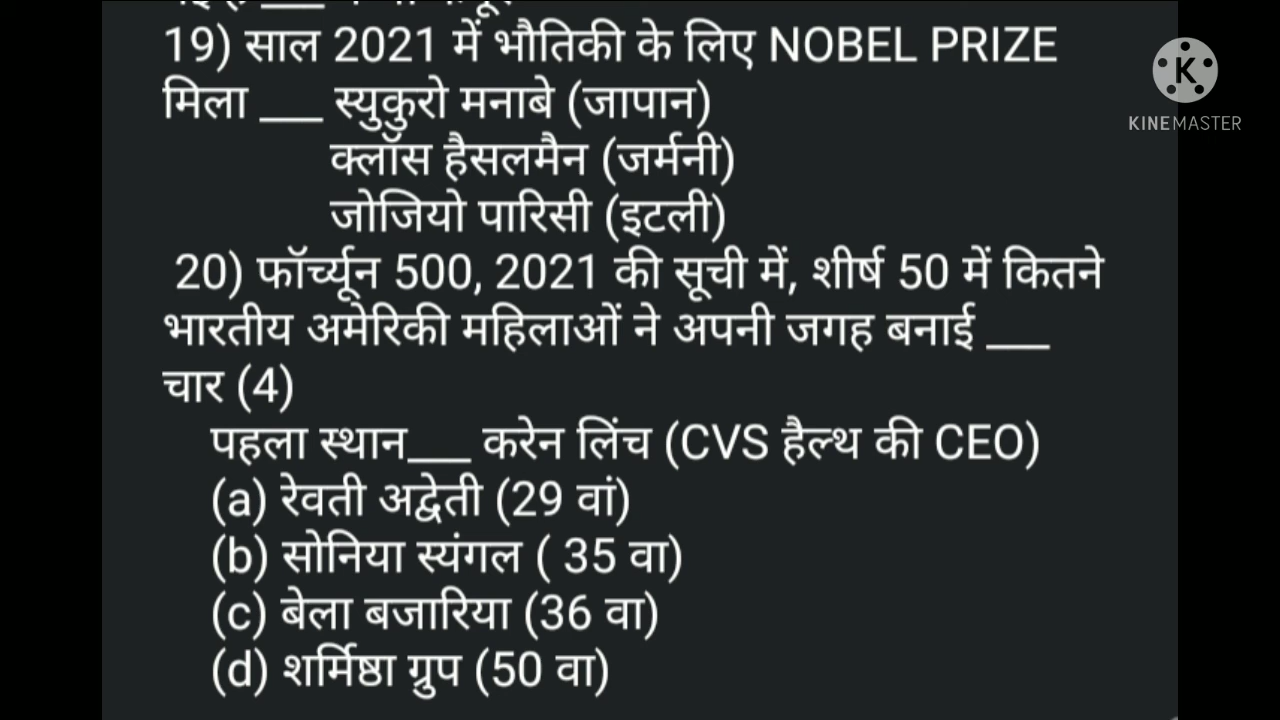 19) साल 2021 में भौतिकी के लिए NOBEL PRIZE
मिला ___ स्युकुरो मनाबे (जापान)
क्लॉस हैसलमैन (जर्मनी)
जोजियो पारिसी (इटली)
20) फॉर्च्यून 500, 2021 की सूची में, शीर्ष 50 में कितने
भारतीय अमेरिकी महिलाओं ने अपनी जगह बनाई ___
चार (4)
पहला स्थान___ करेन लिंच (CVS हैल्थ की CEO)
(a) रेवती अद्वेती (29 वां)
(b) सोनिया स्यंगल ( 35 वा)
(c) बेला बजारिया (36 वा)
(d) शर्मिष्ठा ग्रुप (50 वा)
K
KINEMASTER